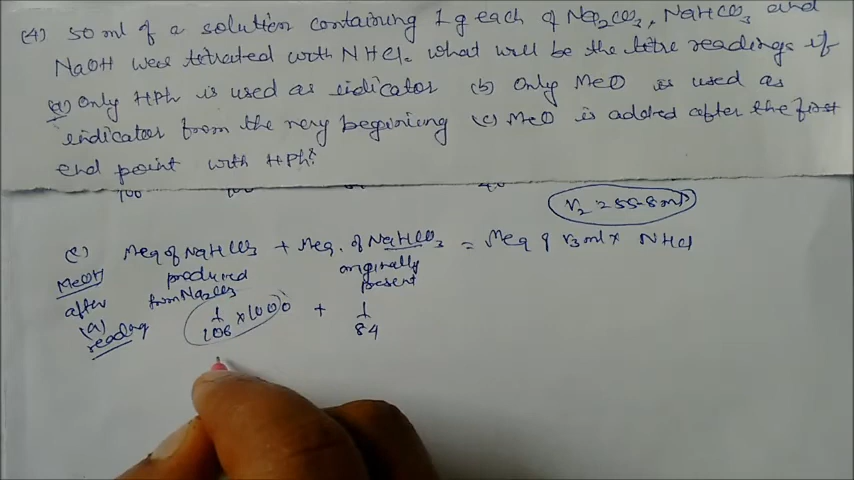 (4) 50 ml of a solution containing 1 g each of Na2CO3, NaHCO3 and
NaOH were titrated with N HCl. what will be the titre readings if
(a) Only HPh is used as indicator (b) Only MeO is used as
indicator from the very beginning (c) MeO is added after the first
end point with HPh?
100 100 40
V2 = 55.8 ml
(c) Meq of NaHCO3 + Meq. of NaHCO3 = Meq of V3 ml × N HCl
MeOH produced originally
after from Na2CO3 present
(a) 1/106 × 1000 + 1/84
reading